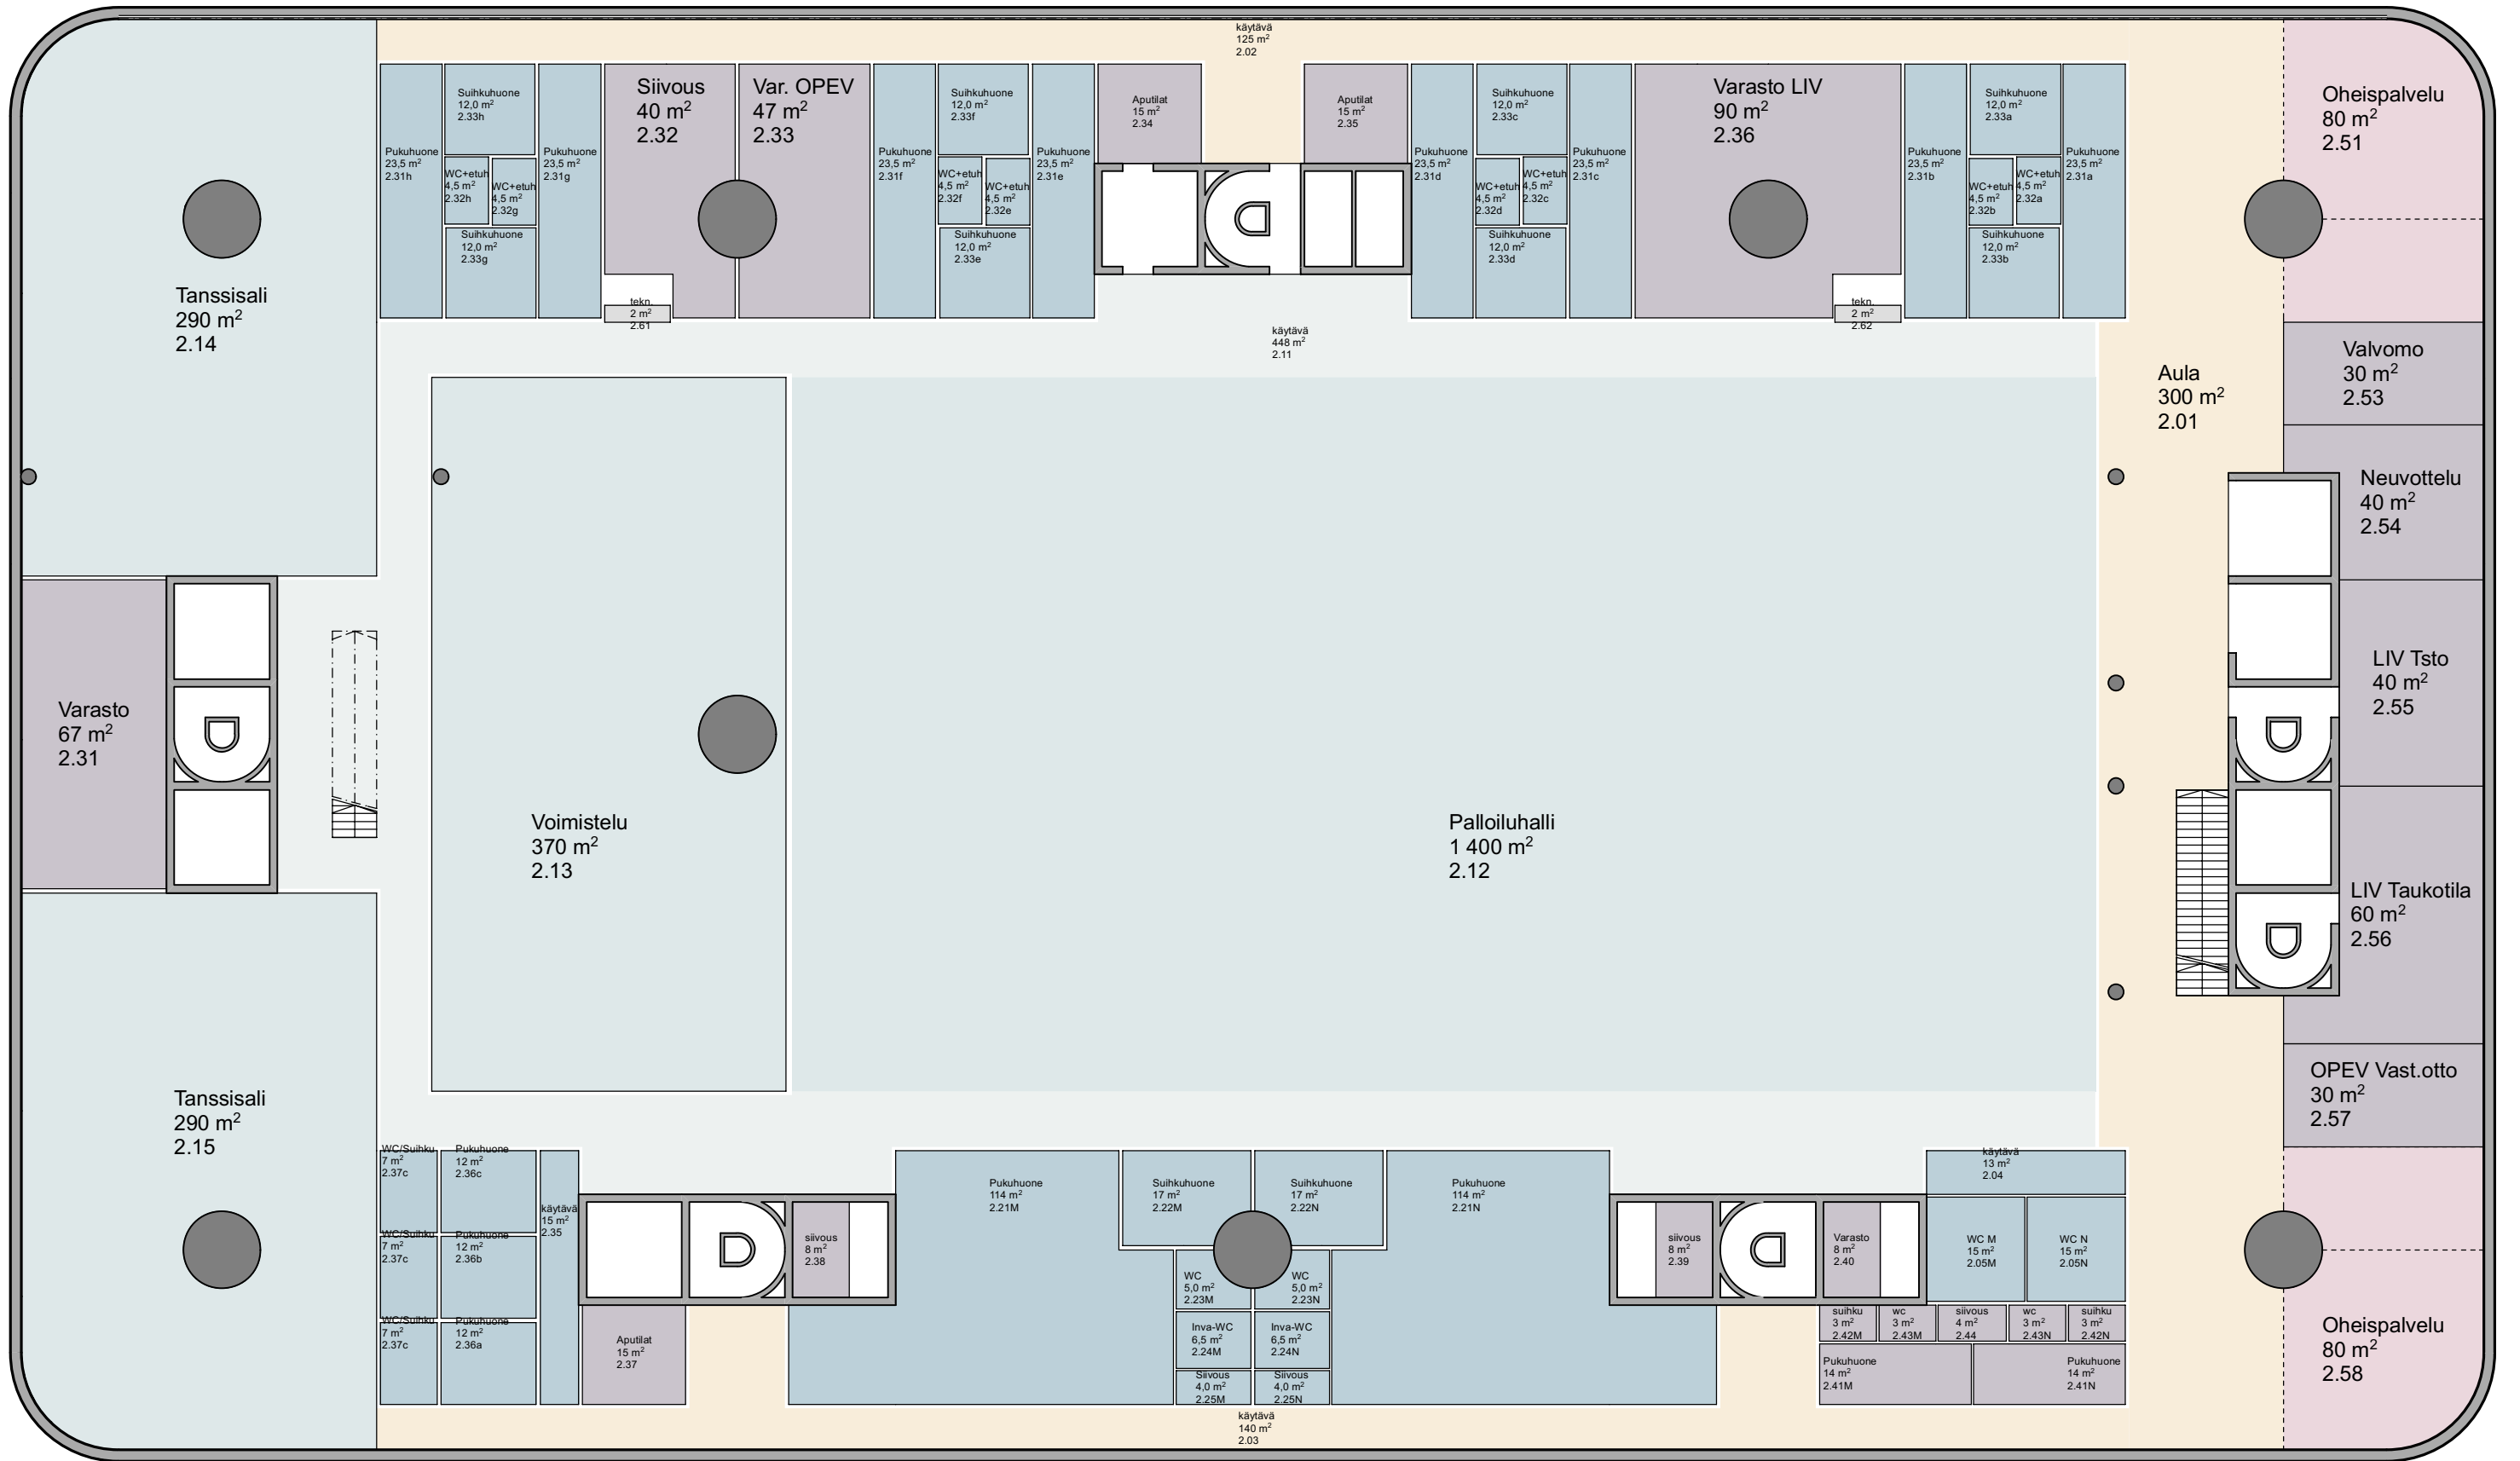 käytävä
125 m²
2.02
Tanssisali
290 m²
2.14
Pukuhuone
23,5 m²
2.31h
Suihkuhuone
12,0 m²
2.33h
WC+etuh
4,5 m²
2.32h
WC+etuh
4,5 m²
2.32g
Suihkuhuone
12,0 m²
2.33g
Pukuhuone
23,5 m²
2.31g
Siivous
40 m²
2.32
tekn.
2 m²
2.61
Var. OPEV
47 m²
2.33
Pukuhuone
23,5 m²
2.31f
Suihkuhuone
12,0 m²
2.33f
WC+etuh
4,5 m²
2.32f
WC+etuh
4,5 m²
2.32e
Suihkuhuone
12,0 m²
2.33e
Pukuhuone
23,5 m²
2.31e
Aputilat
15 m²
2.34
Aputilat
15 m²
2.35
Pukuhuone
23,5 m²
2.31d
Suihkuhuone
12,0 m²
2.33c
WC+etuh
4,5 m²
2.32d
WC+etuh
4,5 m²
2.32c
Suihkuhuone
12,0 m²
2.33d
Pukuhuone
23,5 m²
2.31c
Varasto LIV
90 m²
2.36
tekn.
2 m²
2.62
Pukuhuone
23,5 m²
2.31b
Suihkuhuone
12,0 m²
2.33a
WC+etuh
4,5 m²
2.32b
WC+etuh
4,5 m²
2.32a
Suihkuhuone
12,0 m²
2.33b
Pukuhuone
23,5 m²
2.31a
Oheispalvelu
80 m²
2.51
käytävä
448 m²
2.11
Aula
300 m²
2.01
Valvomo
30 m²
2.53
Neuvottelu
40 m²
2.54
LIV Tsto
40 m²
2.55
LIV Taukotila
60 m²
2.56
OPEV Vast.otto
30 m²
2.57
Oheispalvelu
80 m²
2.58
Varasto
67 m²
2.31
Voimistelu
370 m²
2.13
Palloiluhalli
1 400 m²
2.12
Tanssisali
290 m²
2.15
WC/Suihku
7 m²
2.37c
Pukuhuone
12 m²
2.36c
WC/Suihku
7 m²
2.37c
Pukuhuone
12 m²
2.36b
WC/Suihku
7 m²
2.37c
Pukuhuone
12 m²
2.36a
käytävä
15 m²
2.35
siivous
8 m²
2.38
Aputilat
15 m²
2.37
Pukuhuone
114 m²
2.21M
Suihkuhuone
17 m²
2.22M
Suihkuhuone
17 m²
2.22N
Pukuhuone
114 m²
2.21N
WC
5,0 m²
2.23M
WC
5,0 m²
2.23N
Inva-WC
6,5 m²
2.24M
Inva-WC
6,5 m²
2.24N
Siivous
4,0 m²
2.25M
Siivous
4,0 m²
2.25N
siivous
8 m²
2.39
Varasto
8 m²
2.40
käytävä
13 m²
2.04
WC M
15 m²
2.05M
WC N
15 m²
2.05N
suihku
3 m²
2.42M
wc
3 m²
2.43M
siivous
4 m²
2.44
wc
3 m²
2.43N
suihku
3 m²
2.42N
Pukuhuone
14 m²
2.41M
Pukuhuone
14 m²
2.41N
käytävä
140 m²
2.03